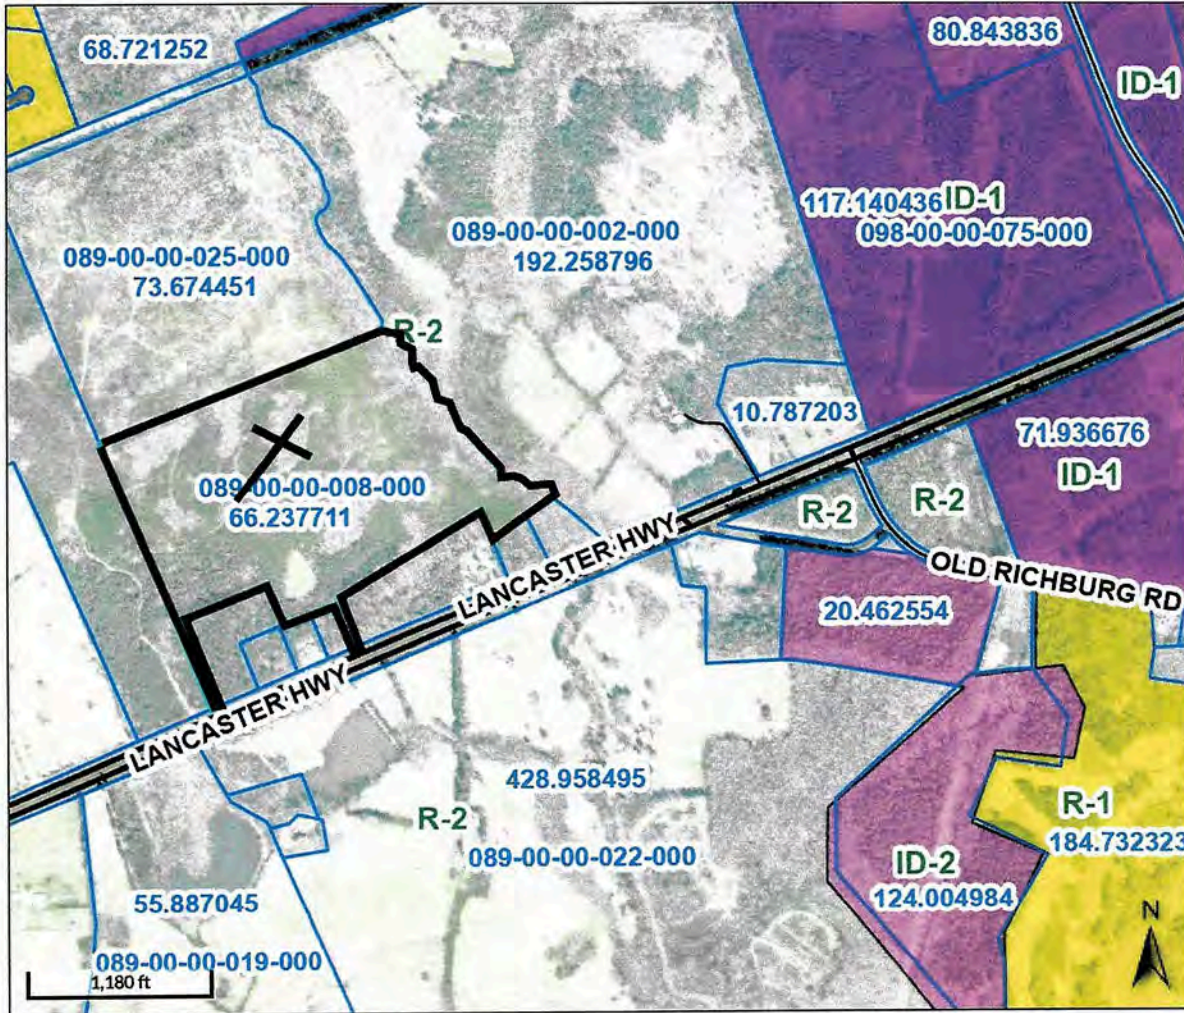 68.721252
80.843836
ID-1
117.140436
ID-1
098-00-00-075-000
089-00-00-002-000
192.258796
089-00-00-025-000
73.674451
R-2
10.787203
71.936676
ID-1
089-00-00-008-000
66.237711
R-2
R-2
LANCASTER HWY
OLD RICHBURG RD
20.462554
LANCASTER HWY
428.958495
R-2
089-00-00-022-000
R-1
184.732323
ID-2
124.004984
55.887045
089-00-00-019-000
1,180 ft
N